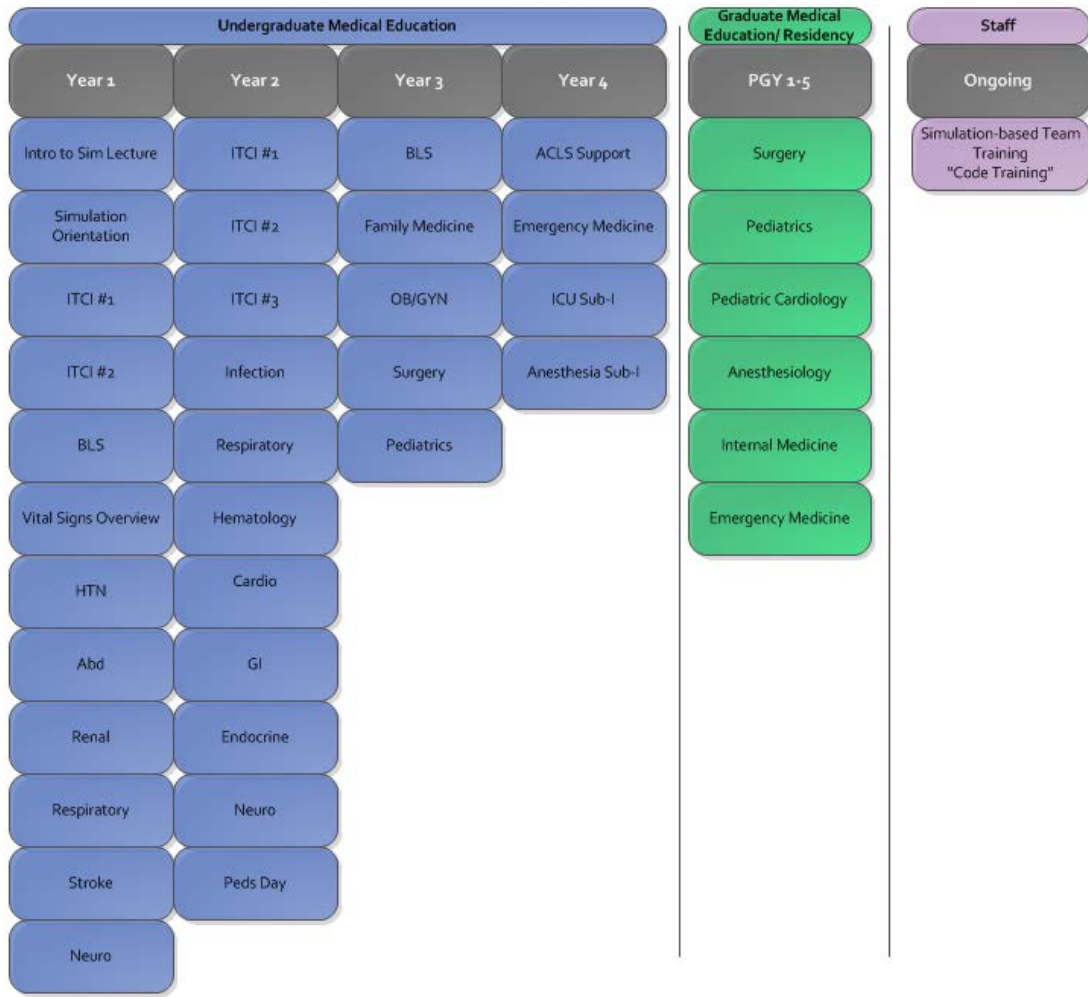 Undergraduate Medical Education
Graduate Medical
Education/ Residency
Staff
Year 1
Year 2
Year 3
Year 4
PGY 1-5
Ongoing
Intro to Sim Lecture
ITCI #1
BLS
ACLS Support
Surgery
Simulation-based Team
Training
"Code Training"
Simulation
Orientation
ITCI #2
Family Medicine
Emergency Medicine
Pediatrics
ITCI #1
ITCI #3
OB/GYN
ICU Sub-I
Pediatric Cardiology
ITCI #2
Infection
Surgery
Anesthesia Sub-I
Anesthesiology
BLS
Respiratory
Pediatrics
Internal Medicine
Vital Signs Overview
Hematology
Emergency Medicine
HTN
Cardio
Abd
GI
Renal
Endocrine
Respiratory
Neuro
Stroke
Peds Day
Neuro